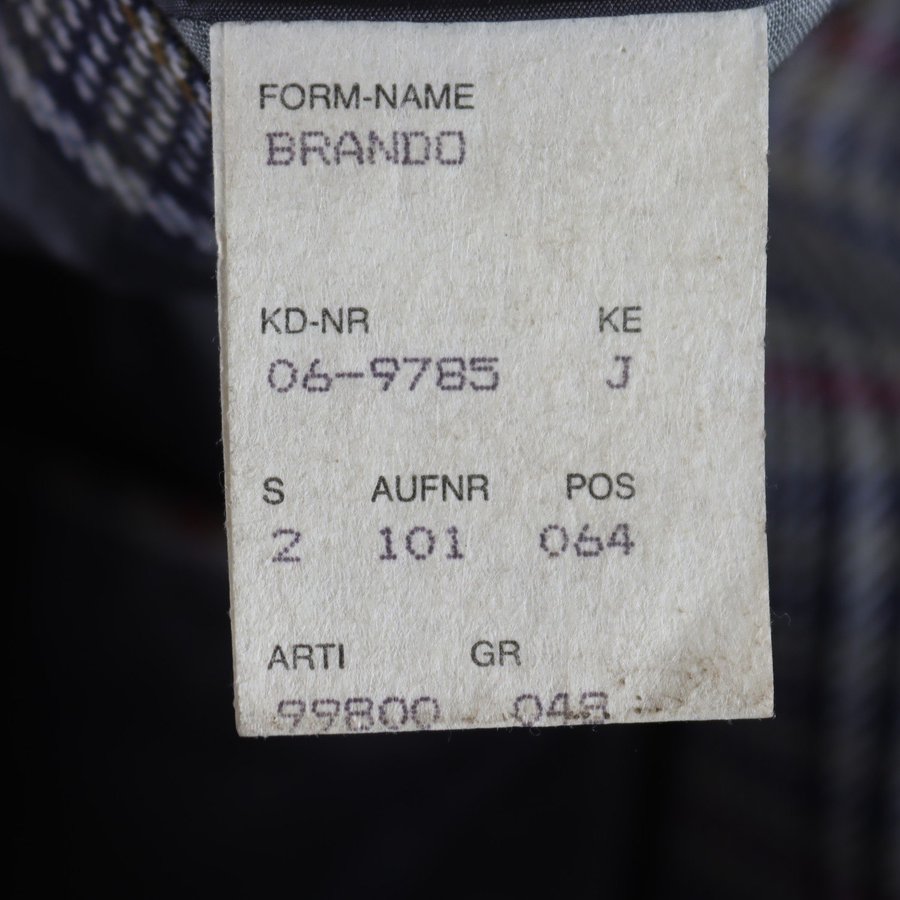 FORM-NAME
BRANDO
KD-NR KE
06-9785 J
S AUFNR POS
2 101 064
ARTI GR
99800 048